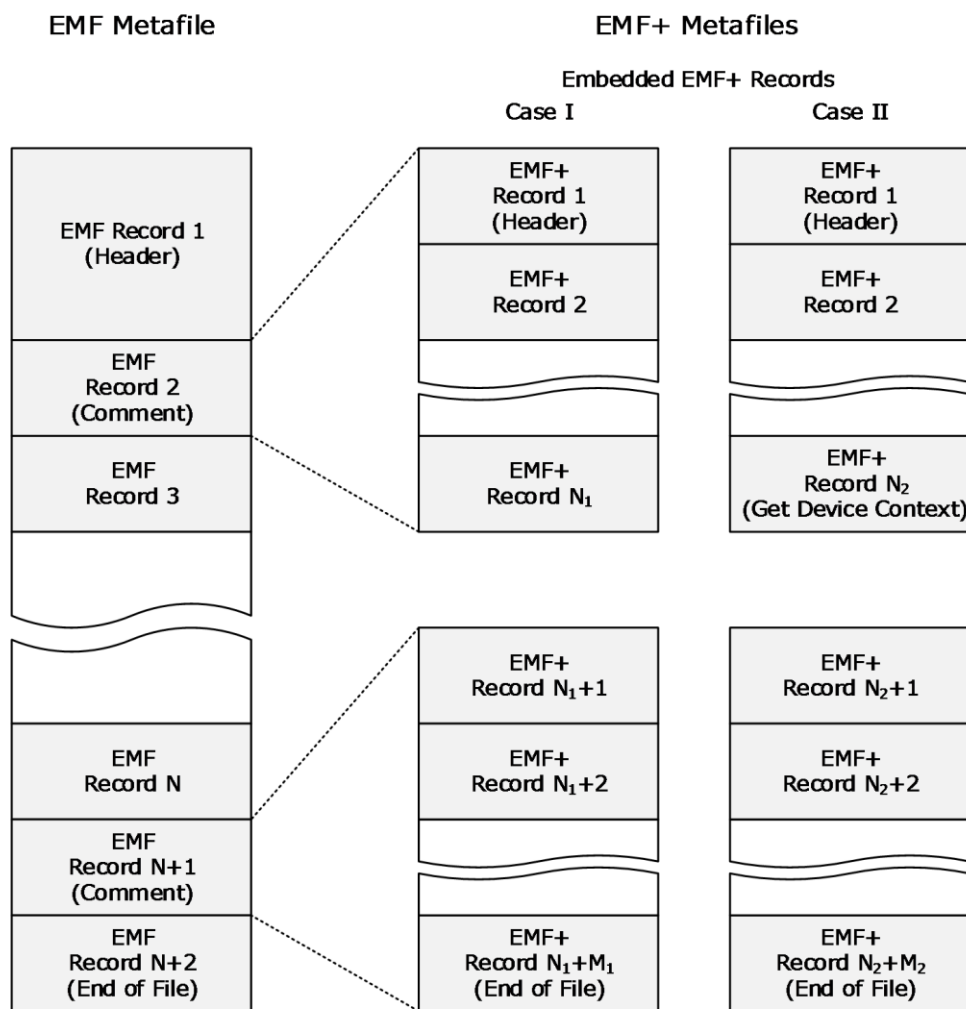 EMF Metafile
EMF Record 1
(Header)
EMF
Record 2
(Comment)
EMF
Record 3
EMF
Record N
EMF
Record N+1
(Comment)
EMF
Record N+2
(End of File)
EMF+ Metafiles
Embedded EMF+ Records
Case I
EMF+
Record 1
(Header)
EMF+
Record 2
EMF+
Record N₁
EMF+
Record N₁+1
EMF+
Record N₁+2
EMF+
Record N₁+M₁
(End of File)
Case II
EMF+
Record 1
(Header)
EMF+
Record 2
EMF+
Record N₂
(Get Device Context)
EMF+
Record N₂+1
EMF+
Record N₂+2
EMF+
Record N₂+M₂
(End of File)